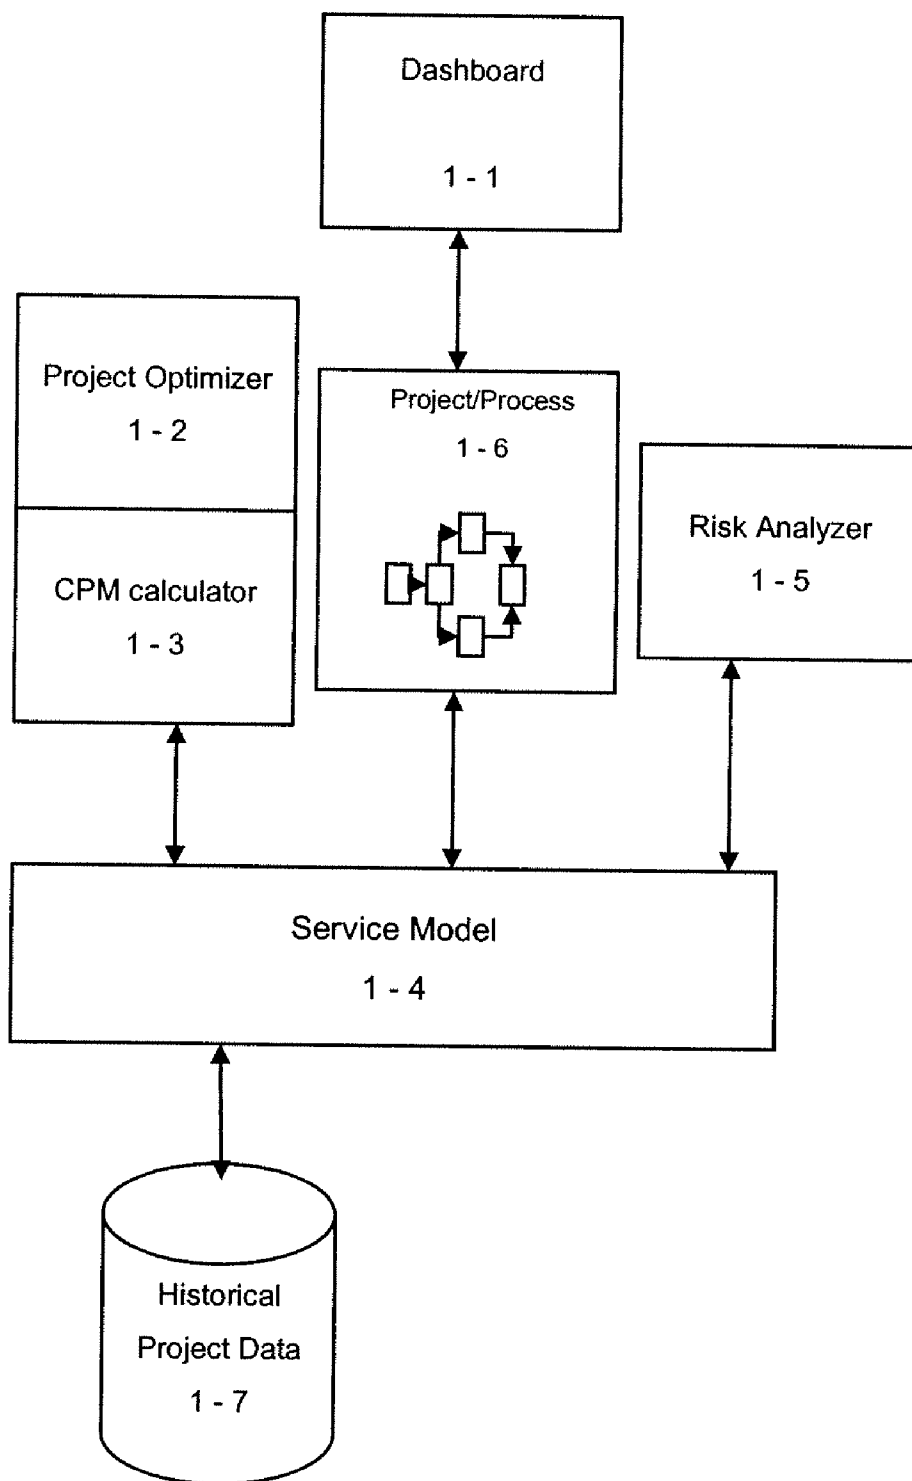 Dashboard
1 - 1
Project Optimizer
1 - 2
CPM calculator
1 - 3
Project/Process
1 - 6
Risk Analyzer
1 - 5
Service Model
1 - 4
Historical
Project Data
1 - 7